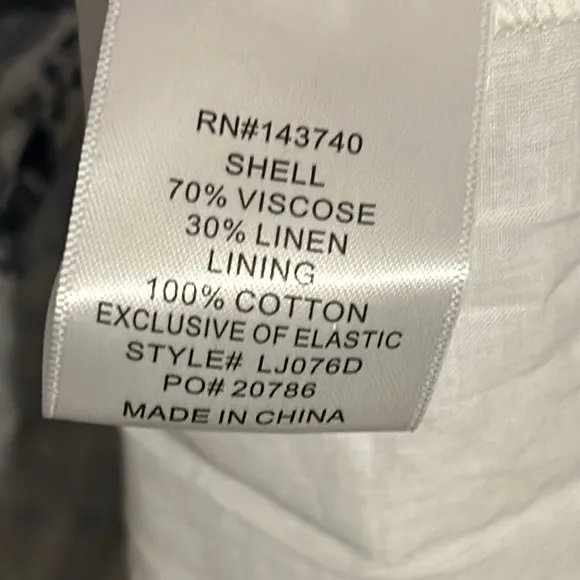 RN#143740
SHELL
70% VISCOSE
30% LINEN
LINING
100% COTTON
EXCLUSIVE OF ELASTIC
STYLE# LJ076D
PO# 20786
MADE IN CHINA